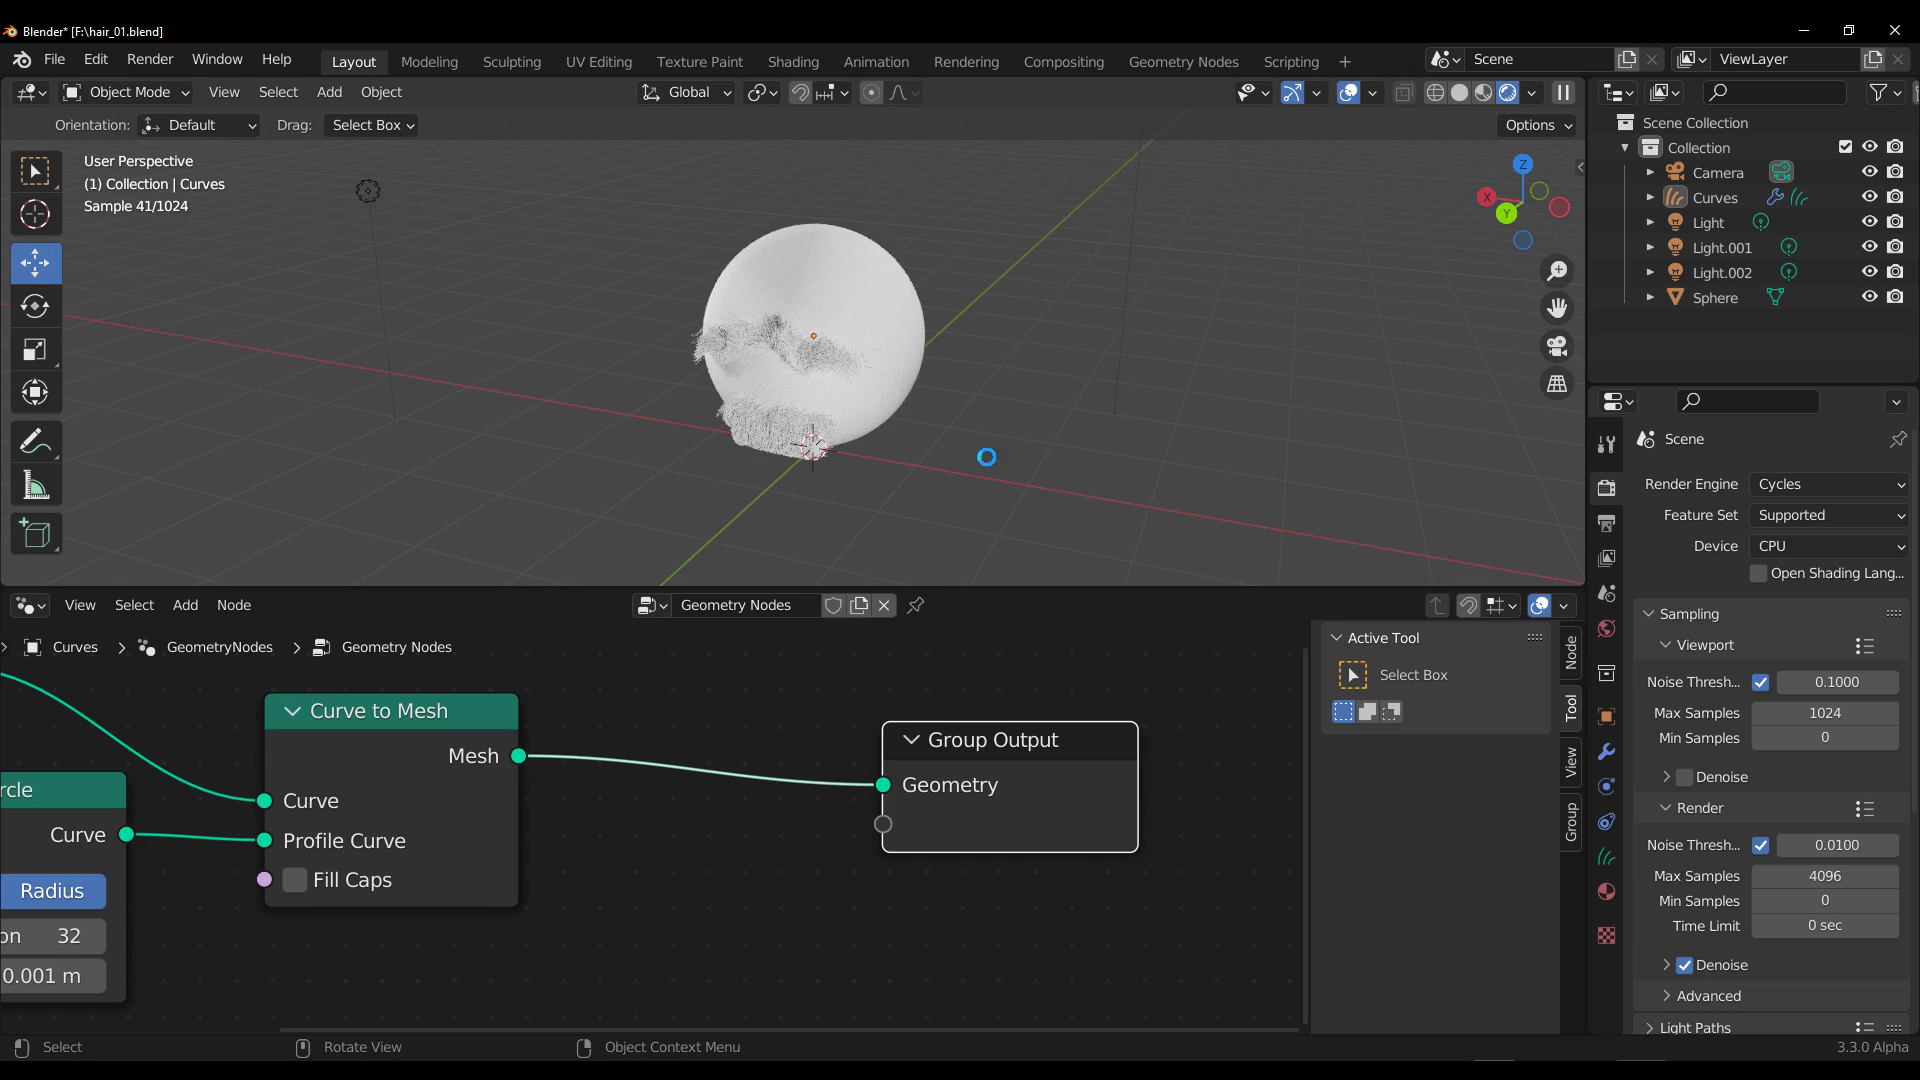 Blender* [F:\hair_01.blend]
File Edit Render Window Help Layout Modeling Sculpting UV Editing Texture Paint Shading Animation Rendering Compositing Geometry Nodes Scripting + Scene ViewLayer
Object Mode View Select Add Object Global
Orientation: Default Drag: Select Box Options
User Perspective
(1) Collection | Curves
Sample 41/1024
Z
X
Y
Scene Collection
Collection
Camera
Curves
Light
Light.001
Light.002
Sphere
Scene
Render Engine Cycles
Feature Set Supported
Device CPU
Open Shading Lang...
Sampling
Viewport
Noise Thresh... 0.1000
Max Samples 1024
Min Samples 0
Denoise
Render
Noise Thresh... 0.0100
Max Samples 4096
Min Samples 0
Time Limit 0 sec
Denoise
Advanced
Light Paths
View Select Add Node Geometry Nodes
Curves > GeometryNodes > Geometry Nodes
rcle
Curve
Radius
on 32
0.001 m
Curve to Mesh
Mesh
Curve
Profile Curve
Fill Caps
Group Output
Geometry
Active Tool
Select Box
Node
Tool
View
Group
Select Rotate View Object Context Menu 3.3.0 Alpha